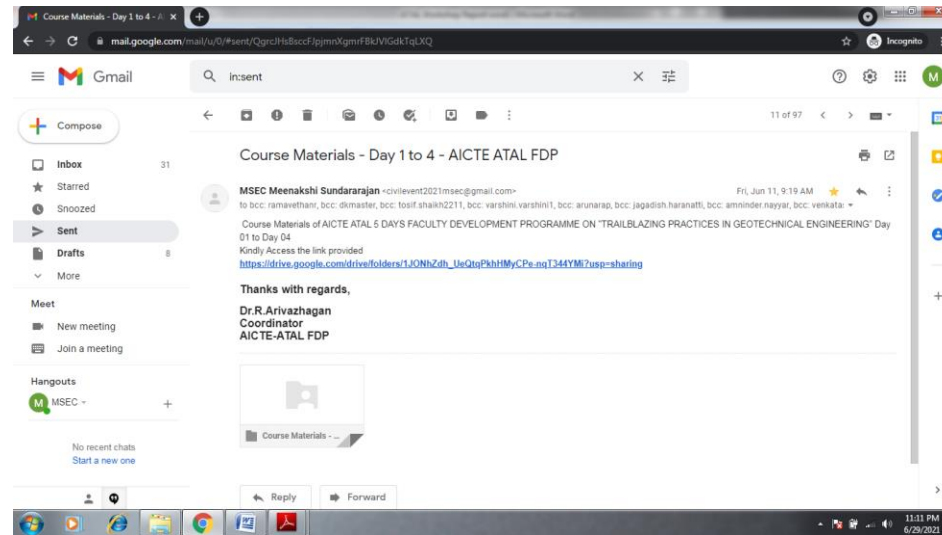 Course Materials - Day 1 to 4 - A
mail.google.com/mail/u/0/#sent/QgrcJHsBsccFJpjmnXgmrFBkJVlGdkTqLXQ
Incognito
Gmail
in:sent
M
Compose
11 of 97
Inbox 31
Starred
Snoozed
Sent
Drafts 8
More
Meet
New meeting
Join a meeting
Hangouts
M MSEC
No recent chats
Start a new one
Course Materials - Day 1 to 4 - AICTE ATAL FDP
MSEC Meenakshi Sundararajan <civilevent2021msec@gmail.com> Fri, Jun 11, 9:19 AM
to bcc: ramavethanr, bcc: dkmaster, bcc: tosif.shaikh2211, bcc: varshini.varshini1, bcc: arunarap, bcc: jagadish.haranatti, bcc: amninder.nayyar, bcc: venkata
Course Materials of AICTE ATAL 5 DAYS FACULTY DEVELOPMENT PROGRAMME ON "TRAILBLAZING PRACTICES IN GEOTECHNICAL ENGINEERING" Day
01 to Day 04
Kindly Access the link provided
https://drive.google.com/drive/folders/1JONhZdh_UeQtqPkhHMyCPe-nqT344YMi?usp=sharing
Thanks with regards,
Dr.R.Arivazhagan
Coordinator
AICTE-ATAL FDP
Course Materials - ...
Reply Forward
11:11 PM
6/29/2021